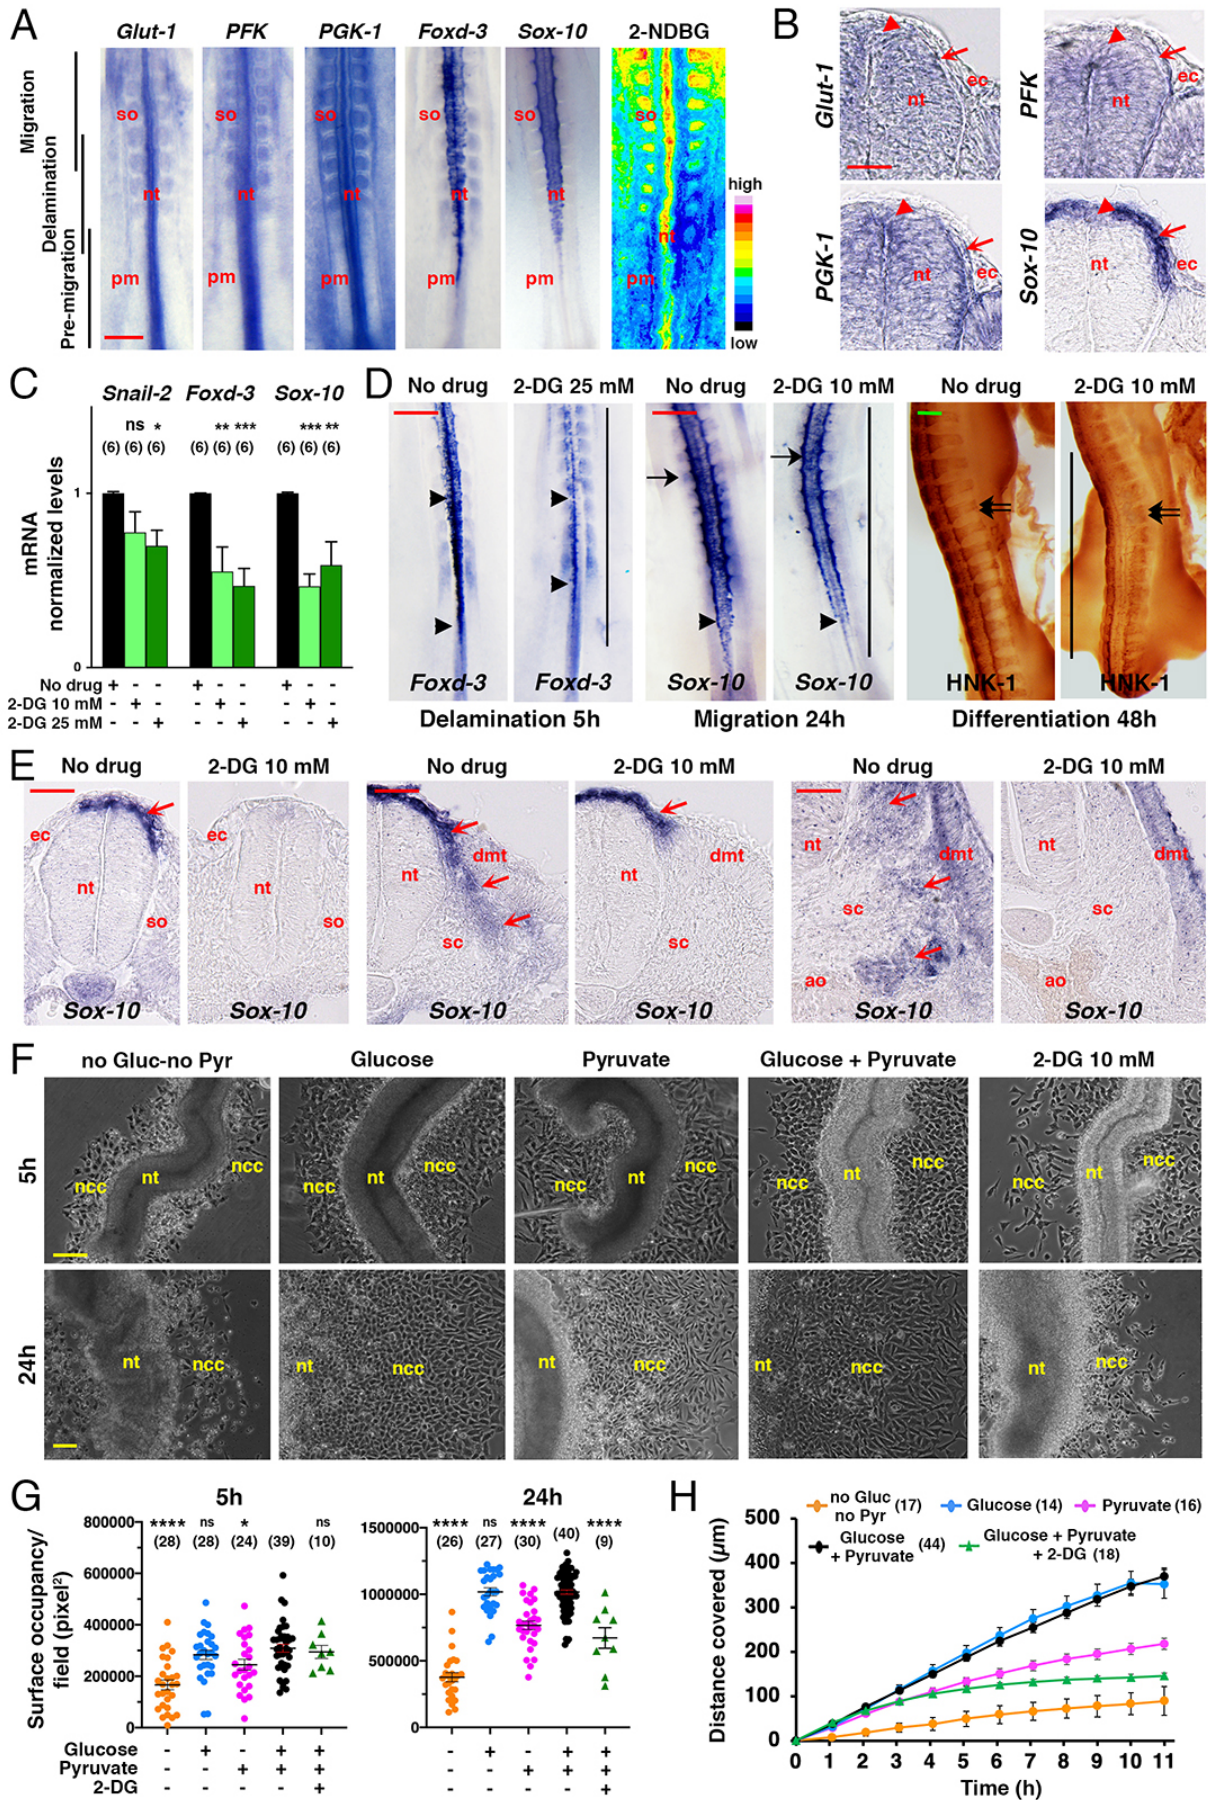 A
Glut-1 PFK PGK-1 Foxd-3 Sox-10 2-NDBG
Migration
Delamination
Pre-migration
so so so so so so
nt nt nt nt nt nt
pm pm pm pm pm pm
high
low
B
Glut-1
nt
ec
PFK
nt
ec
PGK-1
nt
ec
Sox-10
nt
ec
C
Snail-2 Foxd-3 Sox-10
ns * ** *** *** **
(6) (6) (6) (6) (6) (6) (6) (6) (6)
mRNA
normalized levels
1
0
No drug + - - + - - + - -
2-DG 10 mM - + - - + - - + -
2-DG 25 mM - - + - - + - - +
D
No drug 2-DG 25 mM No drug 2-DG 10 mM No drug 2-DG 10 mM
Foxd-3 Foxd-3 Sox-10 Sox-10 HNK-1 HNK-1
Delamination 5h Migration 24h Differentiation 48h
E
No drug 2-DG 10 mM No drug 2-DG 10 mM No drug 2-DG 10 mM
ec
nt
so
Sox-10
ec
nt
so
Sox-10
nt
dmt
sc
Sox-10
nt
dmt
sc
Sox-10
nt
dmt
sc
ao
Sox-10
nt
dmt
sc
ao
Sox-10
F
no Gluc-no Pyr Glucose Pyruvate Glucose + Pyruvate 2-DG 10 mM
5h
ncc nt ncc
ncc nt ncc
ncc nt ncc
ncc nt ncc
ncc nt ncc
24h
nt ncc
nt ncc
nt ncc
nt ncc
nt ncc
G
5h
Surface occupancy/
field (pixel²)
800000
600000
400000
200000
0
**** ns * ns
(28) (28) (24) (39) (10)
Glucose - + - + +
Pyruvate - - + + +
2-DG - - - - +
24h
1500000
1000000
500000
0
**** ns **** ****
(26) (27) (30) (40) (9)
- + - + +
- - + + +
- - - - +
H
no Gluc
no Pyr (17)
Glucose (14)
Pyruvate (16)
Glucose
+ Pyruvate (44)
Glucose + Pyruvate
+ 2-DG (18)
Distance covered (µm)
500
400
300
200
100
0
0 1 2 3 4 5 6 7 8 9 10 11
Time (h)